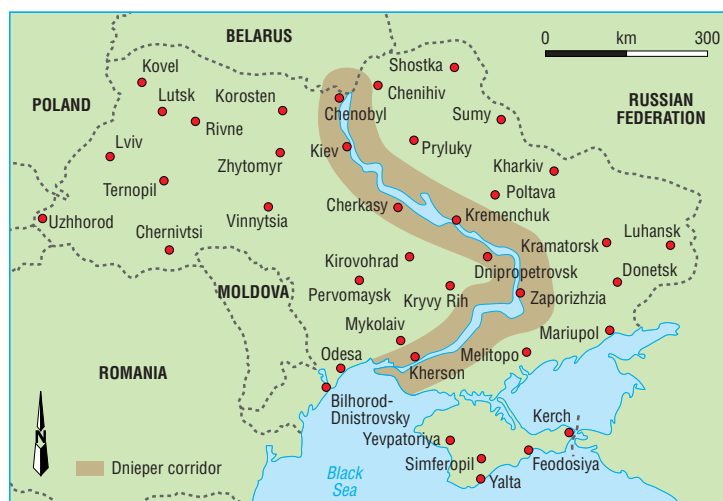 BELARUS
0 km 300
Shostka
Kovel
Chenihiv
POLAND
Lutsk
Korosten
Chenobyl
RUSSIAN
FEDERATION
Rivne
Sumy
Lviv
Kiev
Pryluky
Zhytomyr
Kharkiv
Ternopil
Poltava
Uzhhorod
Vinnytsia
Cherkasy
Kremenchuk
Chernivtsi
Luhansk
Kramatorsk
Kirovohrad
Dnipropetrovsk
Donetsk
MOLDOVA
Pervomaysk
Kryvy Rih
Zaporizhzia
Mykolaiv
Mariupol
Odesa
Melitopo
ROMANIA
Kherson
Bilhorod-
Dnistrovsky
Kerch
N
Yevpatoriya
Dnieper corridor
Simferopil
Feodosiya
Black
Sea
Yalta